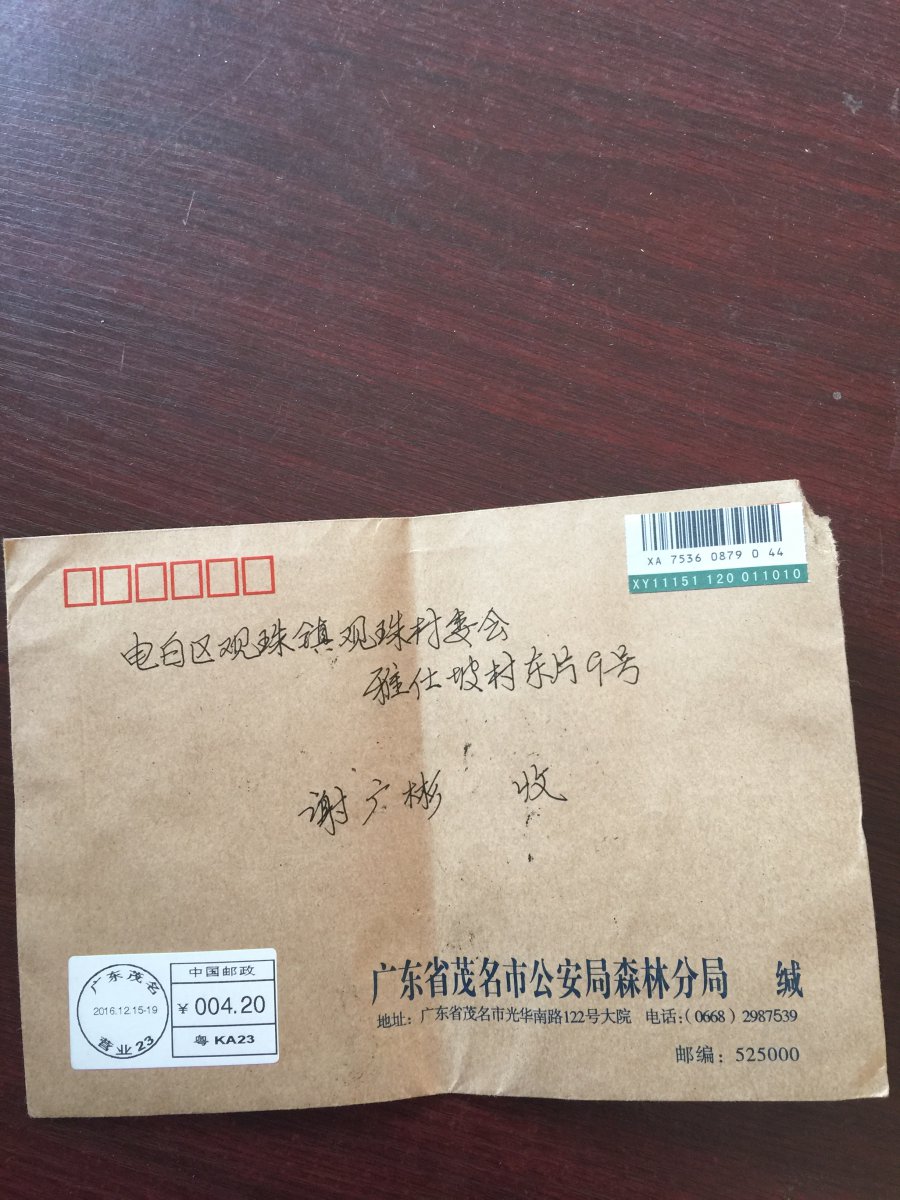 XA 7536 0879 0 44
XY11151 120 011010
电白区观珠镇观珠村委会
雅仕坡村东片9号
谢广彬 收
广东茂名
2016.12.15-19
营业 23
中国邮政
¥ 004.20
粤 KA23
广东省茂名市公安局森林分局 缄
地址：广东省茂名市光华南路122号大院 电话：（0668）2987539
邮编：525000